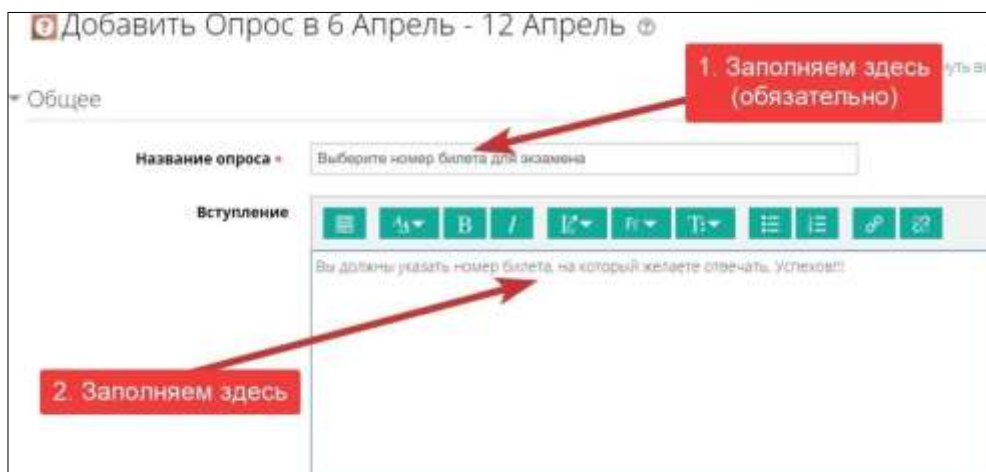 Добавить Опрос в 6 Апрель - 12 Апрель
1. Заполняем здесь
(обязательно)
Общее
Название опроса
Выберите номер билета для экзамена
Вступление
B I
Вы должны указать номер билета, на который желаете отвечать. Успехов!!!
2. Заполняем здесь